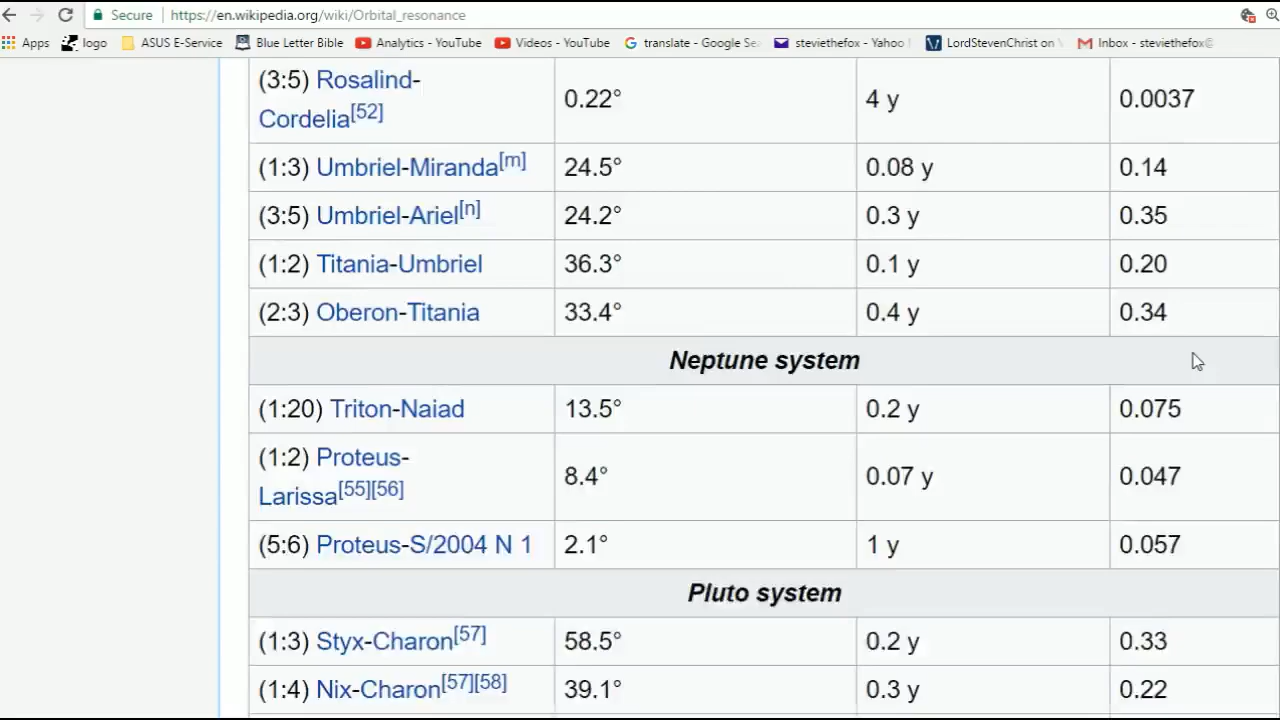 Secure https://en.wikipedia.org/wiki/Orbital_resonance
Apps logo ASUS E-Service Blue Letter Bible Analytics - YouTube Videos - YouTube translate - Google Se steviethefox - Yahoo LordStevenChrist on Inbox - steviethefox@
(3:5) Rosalind- 0.22° 4 y 0.0037
Cordelia[52]
(1:3) Umbriel-Miranda[m] 24.5° 0.08 y 0.14
(3:5) Umbriel-Ariel[n] 24.2° 0.3 y 0.35
(1:2) Titania-Umbriel 36.3° 0.1 y 0.20
(2:3) Oberon-Titania 33.4° 0.4 y 0.34
Neptune system
(1:20) Triton-Naiad 13.5° 0.2 y 0.075
(1:2) Proteus- 8.4° 0.07 y 0.047
Larissa[55][56]
(5:6) Proteus-S/2004 N 1 2.1° 1 y 0.057
Pluto system
(1:3) Styx-Charon[57] 58.5° 0.2 y 0.33
(1:4) Nix-Charon[57][58] 39.1° 0.3 y 0.22